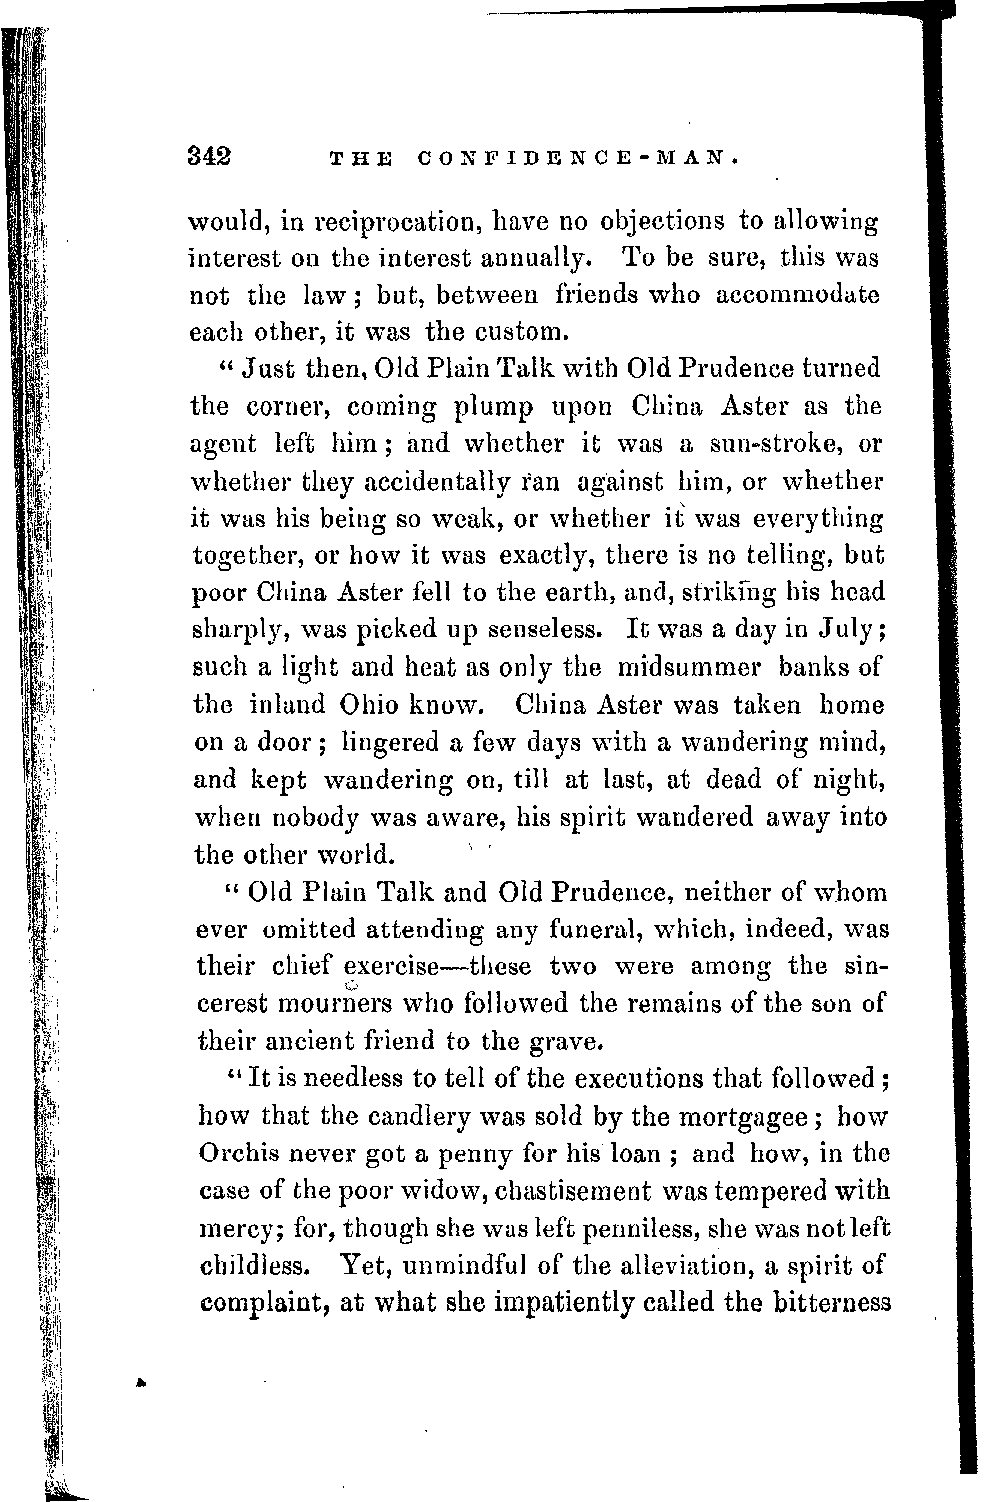 342 THE CONFIDENCE-MAN.
would, in reciprocation, have no objections to allowing
interest on the interest annually. To be sure, this was
not the law; but, between friends who accommodate
each other, it was the custom.
“Just then, Old Plain Talk with Old Prudence turned
the corner, coming plump upon China Aster as the
agent left him; and whether it was a sun-stroke, or
whether they accidentally ran against him, or whether
it was his being so weak, or whether it was everything
together, or how it was exactly, there is no telling, but
poor China Aster fell to the earth, and, striking his head
sharply, was picked up senseless. It was a day in July;
such a light and heat as only the midsummer banks of
the inland Ohio know. China Aster was taken home
on a door; lingered a few days with a wandering mind,
and kept wandering on, till at last, at dead of night,
when nobody was aware, his spirit wandered away into
the other world.
“Old Plain Talk and Old Prudence, neither of whom
ever omitted attending any funeral, which, indeed, was
their chief exercise—these two were among the sin-
cerest mourners who followed the remains of the son of
their ancient friend to the grave.
“It is needless to tell of the executions that followed;
how that the candlery was sold by the mortgagee; how
Orchis never got a penny for his loan; and how, in the
case of the poor widow, chastisement was tempered with
mercy; for, though she was left penniless, she was not left
childless. Yet, unmindful of the alleviation, a spirit of
complaint, at what she impatiently called the bitterness